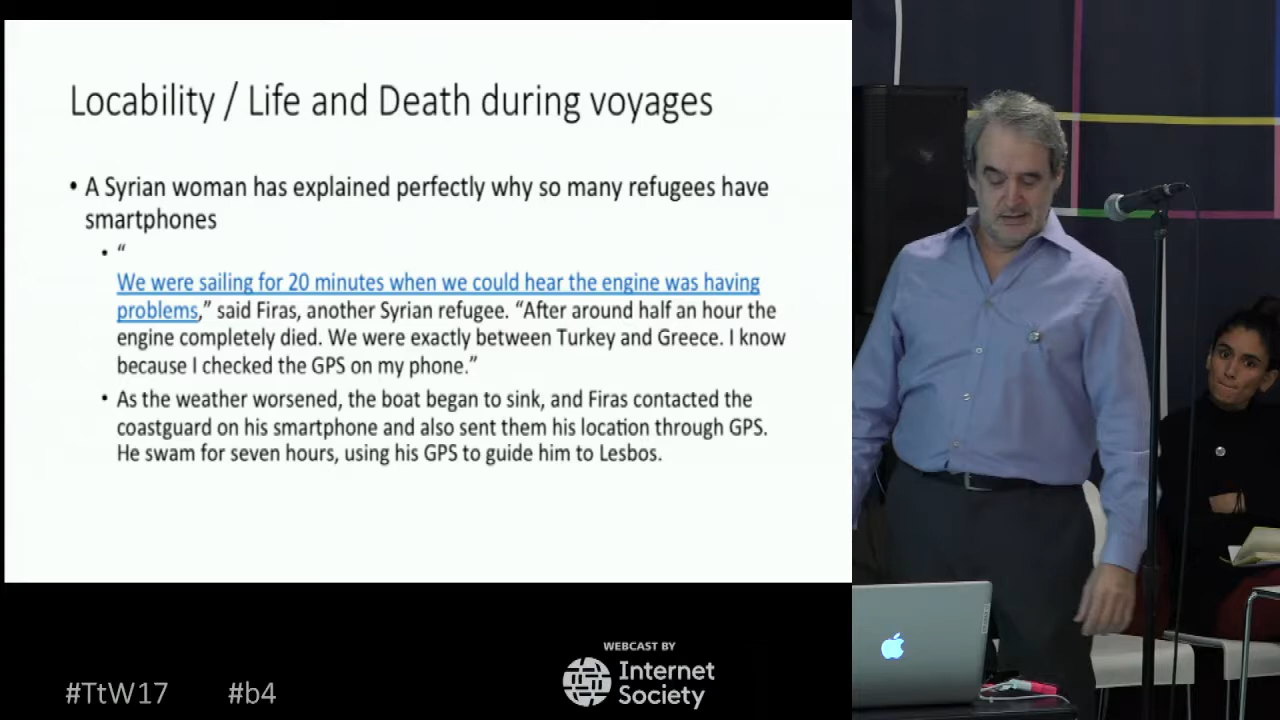 Locability / Life and Death during voyages
• A Syrian woman has explained perfectly why so many refugees have
smartphones
• “
We were sailing for 20 minutes when we could hear the engine was having
problems,” said Firas, another Syrian refugee. “After around half an hour the
engine completely died. We were exactly between Turkey and Greece. I know
because I checked the GPS on my phone.”
• As the weather worsened, the boat began to sink, and Firas contacted the
coastguard on his smartphone and also sent them his location through GPS.
He swam for seven hours, using his GPS to guide him to Lesbos.
WEBCAST BY
Internet
Society
#TtW17 #b4